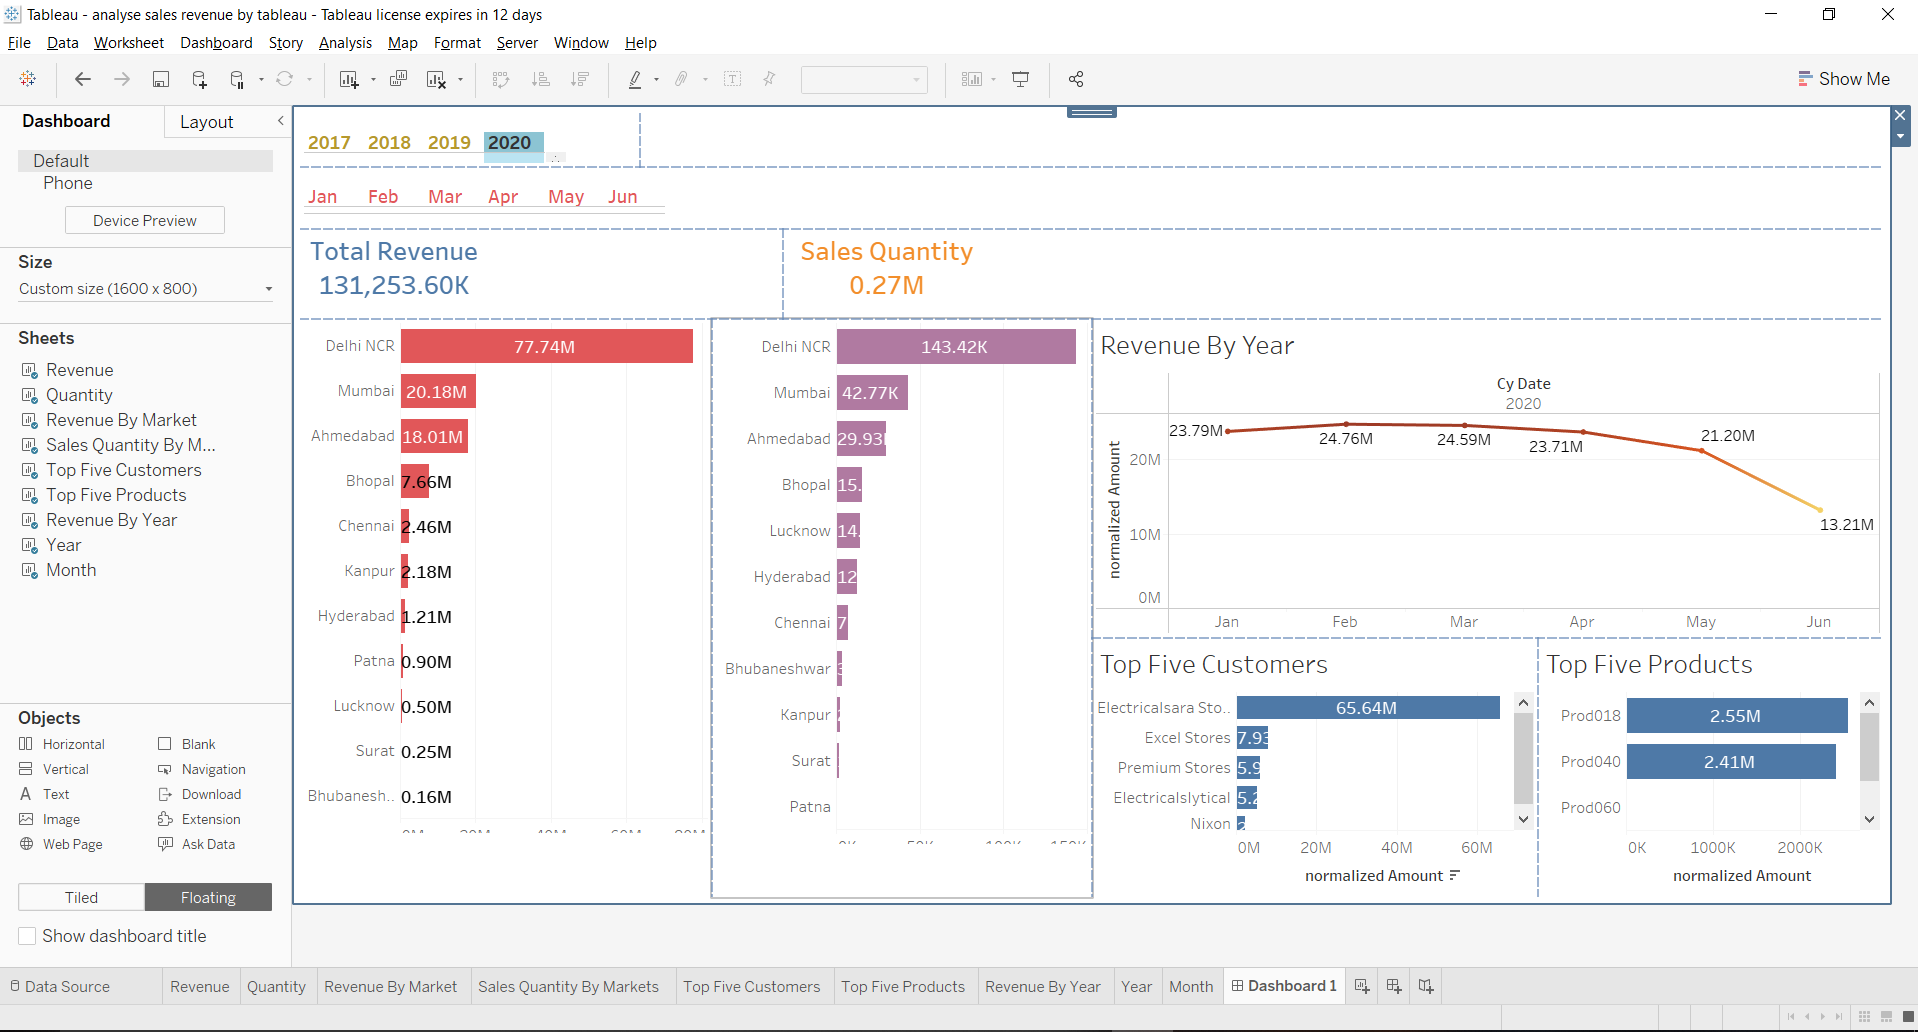 Tableau - analyse sales revenue by tableau - Tableau license expires in 12 days
File Data Worksheet Dashboard Story Analysis Map Format Server Window Help
Show Me
Dashboard Layout
Default
Phone
Device Preview
Size
Custom size (1600 x 800)
Sheets
Revenue
Quantity
Revenue By Market
Sales Quantity By M...
Top Five Customers
Top Five Products
Revenue By Year
Year
Month
Objects
Horizontal Blank
Vertical Navigation
Text Download
Image Extension
Web Page Ask Data
Tiled Floating
Show dashboard title
2017 2018 2019 2020
Jan Feb Mar Apr May Jun
Total Revenue
131,253.60K
Sales Quantity
0.27M
Delhi NCR 77.74M
Mumbai 20.18M
Ahmedabad 18.01M
Bhopal 7.66M
Chennai 2.46M
Kanpur 2.18M
Hyderabad 1.21M
Patna 0.90M
Lucknow 0.50M
Surat 0.25M
Bhubanesh.. 0.16M
Delhi NCR 143.42K
Mumbai 42.77K
Ahmedabad 29.93
Bhopal 15.
Lucknow 14.
Hyderabad 12
Chennai 7
Bhubaneshwar
Kanpur
Surat
Patna
Revenue By Year
Cy Date
2020
normalized Amount
20M
10M
0M
23.79M 24.76M 24.59M 23.71M 21.20M 13.21M
Jan Feb Mar Apr May Jun
Top Five Customers
Electricalsara Sto.. 65.64M
Excel Stores 7.93
Premium Stores 5.9
Electricalslytical 5.2
Nixon
0M 20M 40M 60M
normalized Amount
Top Five Products
Prod018 2.55M
Prod040 2.41M
Prod060
0K 1000K 2000K
normalized Amount
Data Source Revenue Quantity Revenue By Market Sales Quantity By Markets Top Five Customers Top Five Products Revenue By Year Year Month Dashboard 1